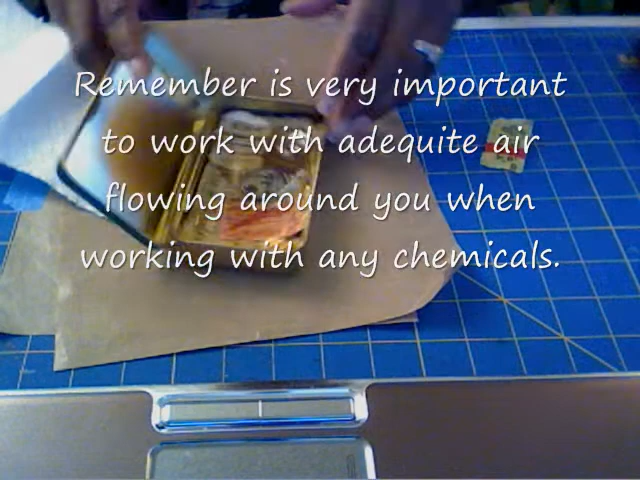 Remember is very important
to work with adequite air
flowing around you when
working with any chemicals.